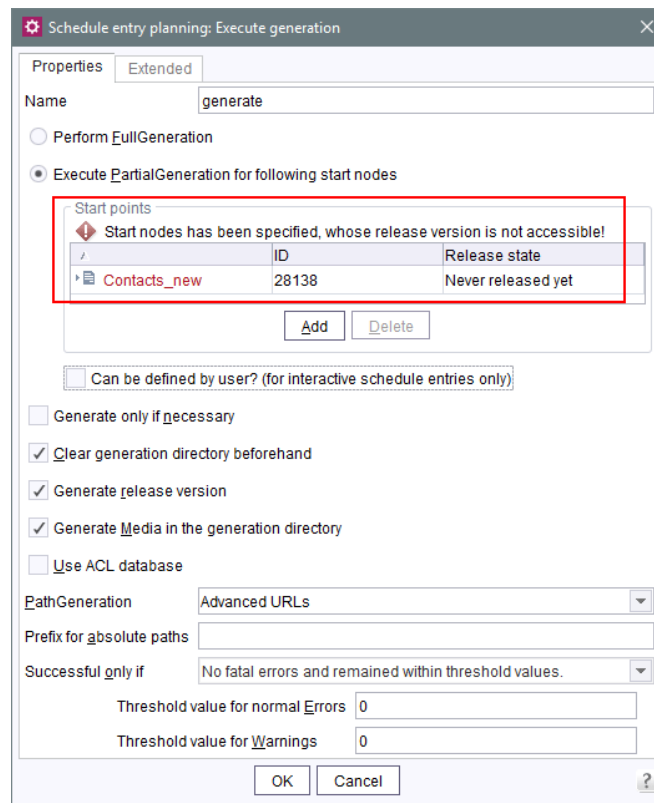 Schedule entry planning: Execute generation
Properties Extended
Name generate
Perform FullGeneration
Execute PartialGeneration for following start nodes
Start points
Start nodes has been specified, whose release version is not accessible!
ID Release state
Contacts_new 28138 Never released yet
Add Delete
Can be defined by user? (for interactive schedule entries only)
Generate only if necessary
Clear generation directory beforehand
Generate release version
Generate Media in the generation directory
Use ACL database
PathGeneration Advanced URLs
Prefix for absolute paths
Successful only if No fatal errors and remained within threshold values.
Threshold value for normal Errors 0
Threshold value for Warnings 0
OK Cancel ?